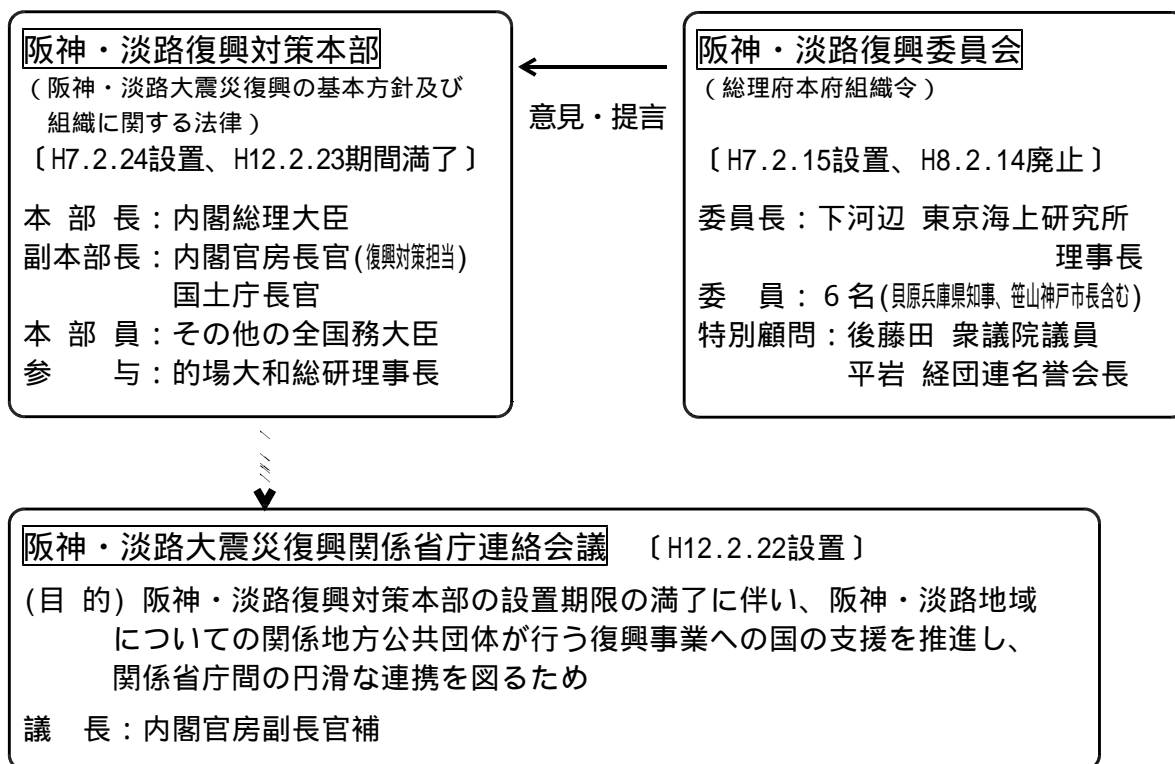 阪神・淡路復興対策本部
（阪神・淡路大震災復興の基本方針及び
組織に関する法律）
〔H7.2.24設置、H12.2.23期間満了〕
本 部 長：内閣総理大臣
副本部長：内閣官房長官(復興対策担当)
国土庁長官
本 部 員：その他の全国務大臣
参　　与：的場大和総研理事長
意見・提言
阪神・淡路復興委員会
（総理府本府組織令）
〔H7.2.15設置、H8.2.14廃止〕
委員長：下河辺 東京海上研究所
理事長
委　員：６名(貝原兵庫県知事、笹山神戸市長含む)
特別顧問：後藤田 衆議院議員
平岩 経団連名誉会長
阪神・淡路大震災復興関係省庁連絡会議 〔H12.2.22設置〕
(目 的) 阪神・淡路復興対策本部の設置期限の満了に伴い、阪神・淡路地域
についての関係地方公共団体が行う復興事業への国の支援を推進し、
関係省庁間の円滑な連携を図るため
議　長：内閣官房副長官補